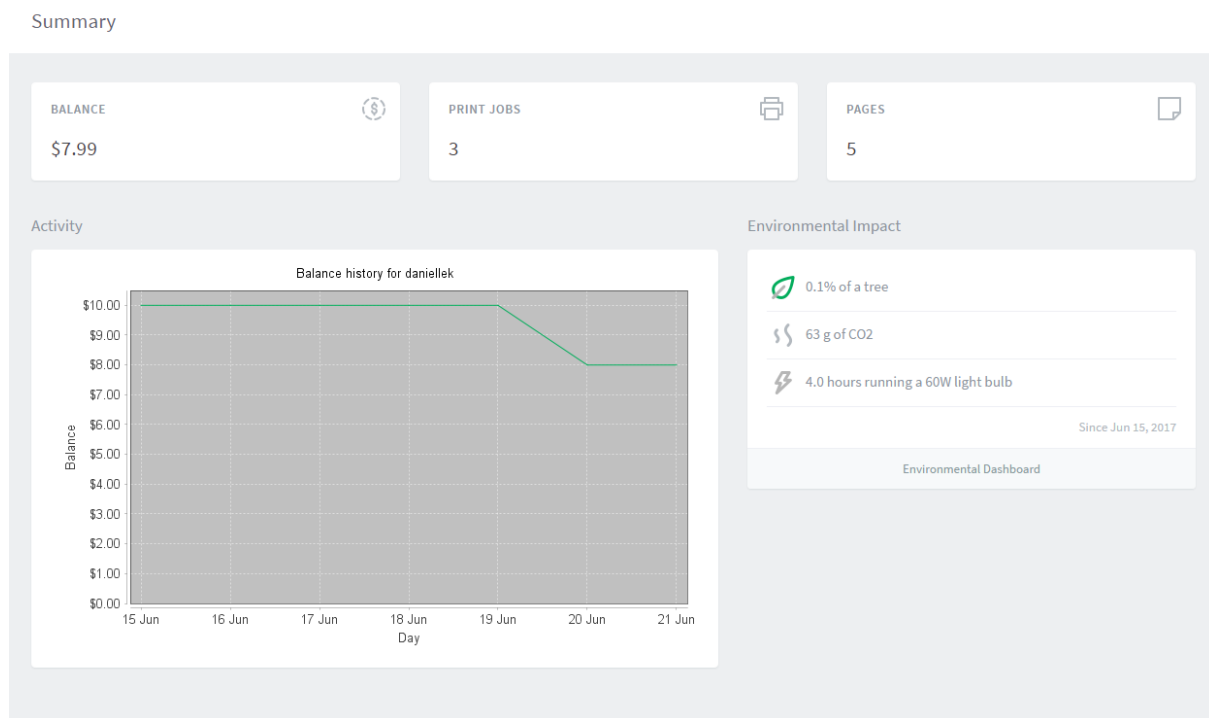 Summary
BALANCE
$7.99
PRINT JOBS
3
PAGES
5
Activity
Balance history for daniellek
$10.00
$9.00
$8.00
$7.00
$6.00
$5.00
$4.00
$3.00
$2.00
$1.00
$0.00
Balance
15 Jun 16 Jun 17 Jun 18 Jun 19 Jun 20 Jun 21 Jun
Day
Environmental Impact
0.1% of a tree
63 g of CO2
4.0 hours running a 60W light bulb
Since Jun 15, 2017
Environmental Dashboard